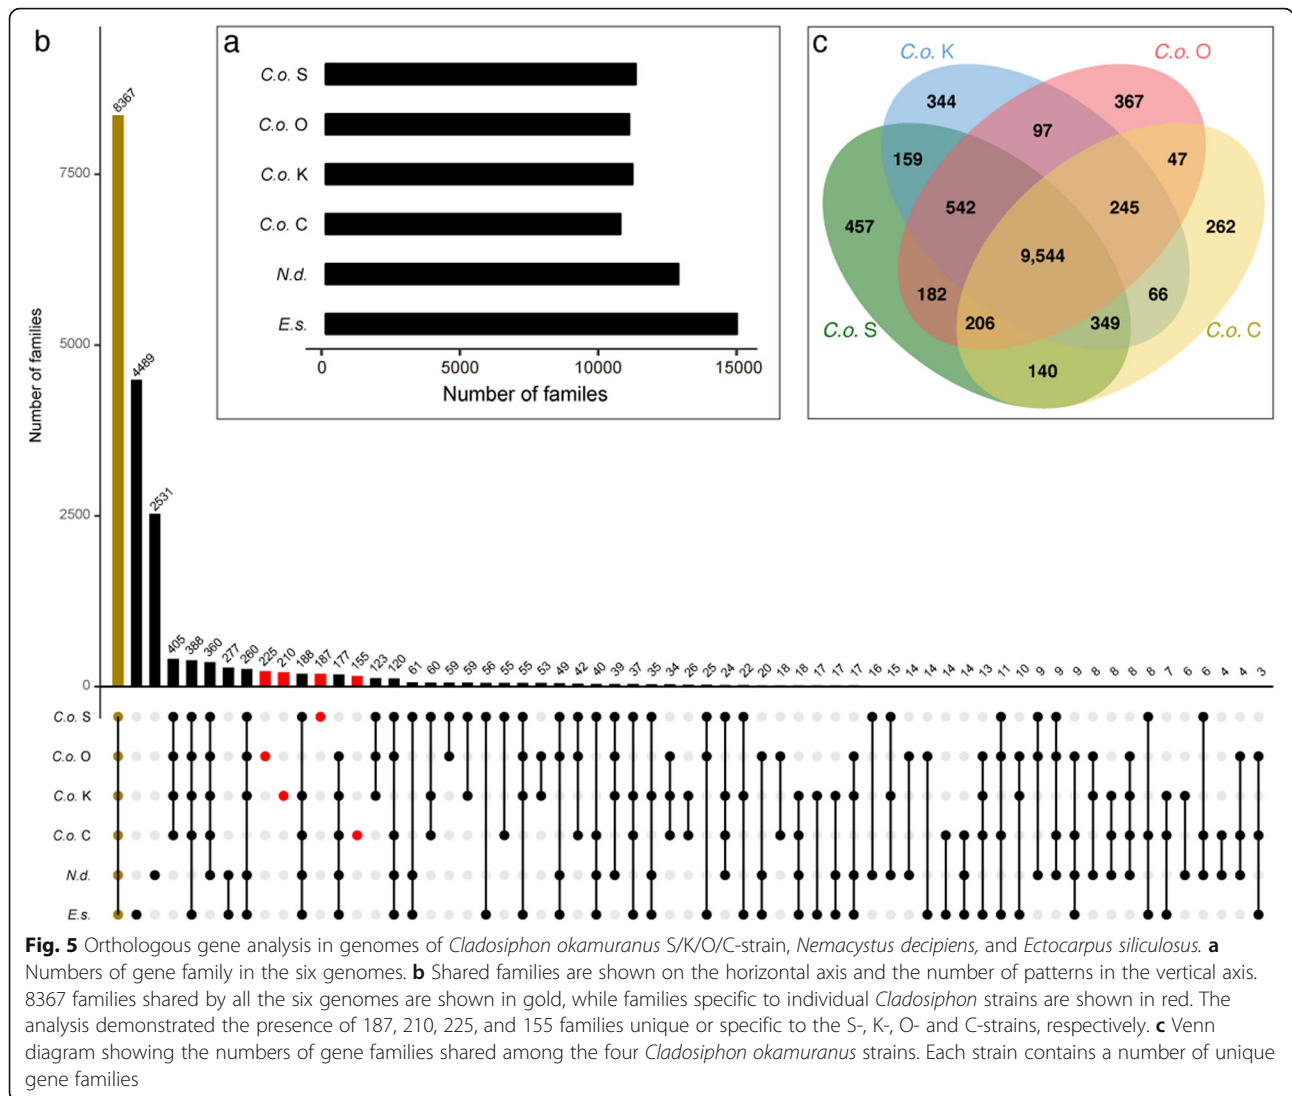 b
Number of families
7500
5000
2500
0
8367
4489
2531
405
388
360
277
260
225
210
188
187
177
155
123
120
61
60
59
59
56
55
55
53
49
42
40
39
37
35
34
26
25
24
22
20
18
18
17
17
17
16
15
14
14
14
14
13
11
10
9
9
9
8
8
8
8
7
6
6
4
4
3
C.o. S
C.o. O
C.o. K
C.o. C
N.d.
E.s.
a
C.o. S
C.o. O
C.o. K
C.o. C
N.d.
E.s.
0 5000 10000 15000
Number of familes
c
C.o. K
C.o. O
344
367
97
159
47
542
245
457
262
9,544
182
66
206
349
C.o. S
C.o. C
140
Fig. 5 Orthologous gene analysis in genomes of Cladosiphon okamuranus S/K/O/C-strain, Nemacystus decipiens, and Ectocarpus siliculosus. a
Numbers of gene family in the six genomes. b Shared families are shown on the horizontal axis and the number of patterns in the vertical axis.
8367 families shared by all the six genomes are shown in gold, while families specific to individual Cladosiphon strains are shown in red. The
analysis demonstrated the presence of 187, 210, 225, and 155 families unique or specific to the S-, K-, O- and C-strains, respectively. c Venn
diagram showing the numbers of gene families shared among the four Cladosiphon okamuranus strains. Each strain contains a number of unique
gene families